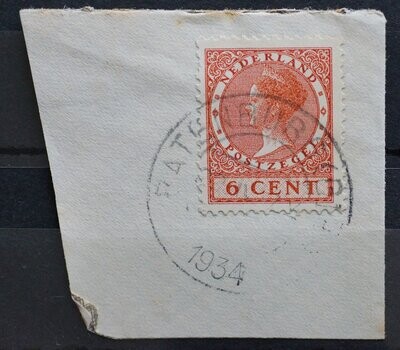 NEDERLAND
POSTZEGEL
6 CENT
1934